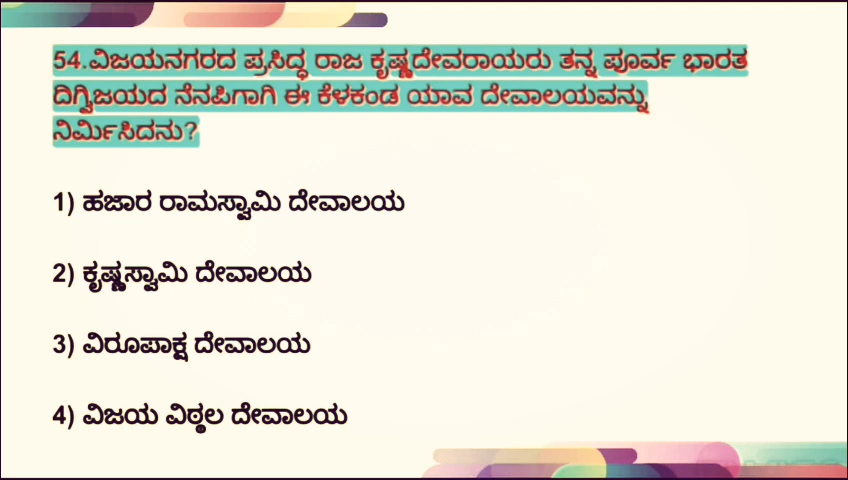 54.ವಿಜಯನಗರದ ಪ್ರಸಿದ್ಧ ರಾಜ ಕೃಷ್ಣದೇವರಾಯರು ತನ್ನ ಪೂರ್ವ ಭಾರತ
ದಿಗ್ವಿಜಯದ ನೆನಪಿಗಾಗಿ ಈ ಕೆಳಕಂಡ ಯಾವ ದೇವಾಲಯವನ್ನು
ನಿರ್ಮಿಸಿದನು?
1) ಹಜಾರ ರಾಮಸ್ವಾಮಿ ದೇವಾಲಯ
2) ಕೃಷ್ಣಸ್ವಾಮಿ ದೇವಾಲಯ
3) ವಿರೂಪಾಕ್ಷ ದೇವಾಲಯ
4) ವಿಜಯ ವಿಠ್ಠಲ ದೇವಾಲಯ